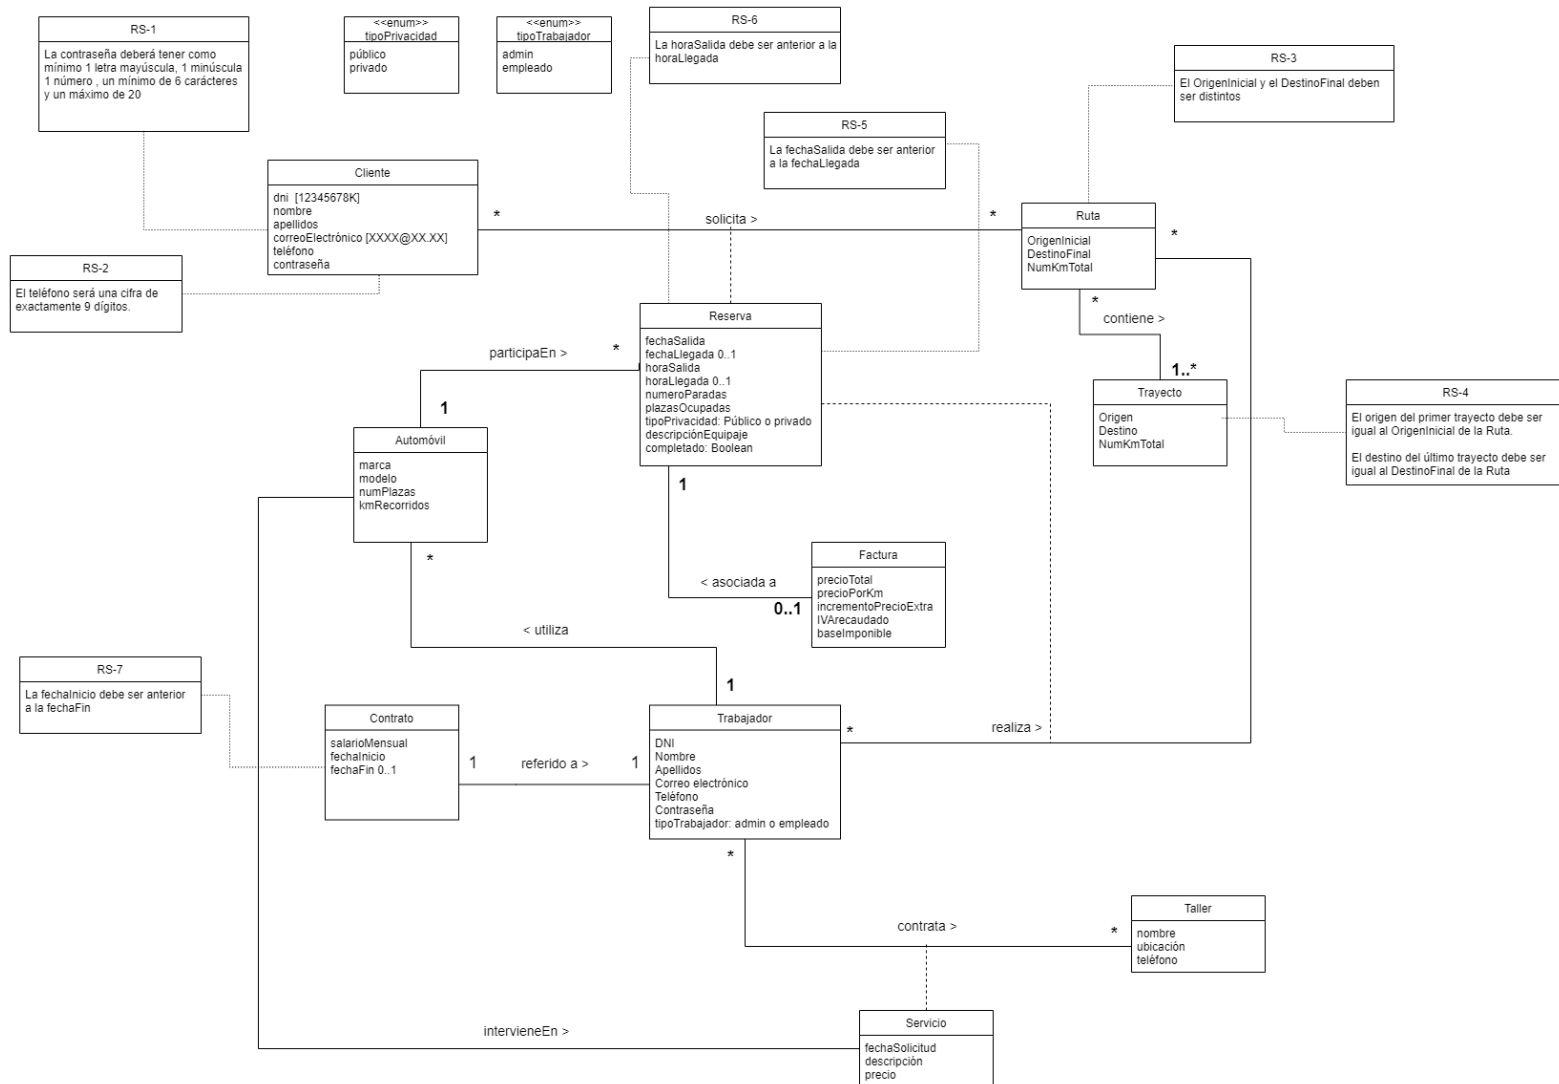 RS-1
La contraseña deberá tener como
mínimo 1 letra mayúscula, 1 minúscula
1 número , un mínimo de 6 carácteres
y un máximo de 20
<<enum>>
tipoPrivacidad
público
privado
<<enum>>
tipoTrabajador
admin
empleado
RS-6
La horaSalida debe ser anterior a la
horaLlegada
RS-3
El OrigenInicial y el DestinoFinal deben
ser distintos
RS-5
La fechaSalida debe ser anterior
a la fechaLlegada
Cliente
dni [12345678K]
nombre
apellidos
correoElectrónico [XXXX@XX.XX]
teléfono
contraseña
*
solicita >
*
Ruta
OrigenInicial
DestinoFinal
NumKmTotal
*
*
contiene >
1..*
RS-2
El teléfono será una cifra de
exactamente 9 dígitos.
Reserva
fechaSalida
fechaLlegada 0..1
horaSalida
horaLlegada 0..1
numeroParadas
plazasOcupadas
tipoPrivacidad: Público o privado
descripciónEquipaje
completado: Boolean
participaEn >
*
1
Trayecto
Origen
Destino
NumKmTotal
RS-4
El origen del primer trayecto debe ser
igual al OrigenInicial de la Ruta.
El destino del último trayecto debe ser
igual al DestinoFinal de la Ruta
Automóvil
marca
modelo
numPlazas
kmRecorridos
*
1
< asociada a
0..1
Factura
precioTotal
precioPorKm
incrementoPrecioExtra
IVArecaudado
baseImponible
< utiliza
1
RS-7
La fechaInicio debe ser anterior
a la fechaFin
Contrato
salarioMensual
fechaInicio
fechaFin 0..1
1
referido a >
1
Trabajador
DNI
Nombre
Apellidos
Correo electrónico
Teléfono
Contraseña
tipoTrabajador: admin o empleado
*
realiza >
*
contrata >
*
Taller
nombre
ubicación
teléfono
intervieneEn >
Servicio
fechaSolicitud
descripción
precio